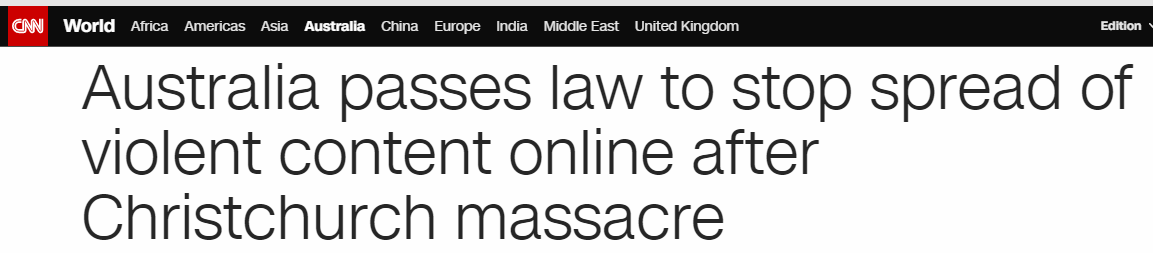 CNN World Africa Americas Asia Australia China Europe India Middle East United Kingdom Edition
Australia passes law to stop spread of
violent content online after
Christchurch massacre